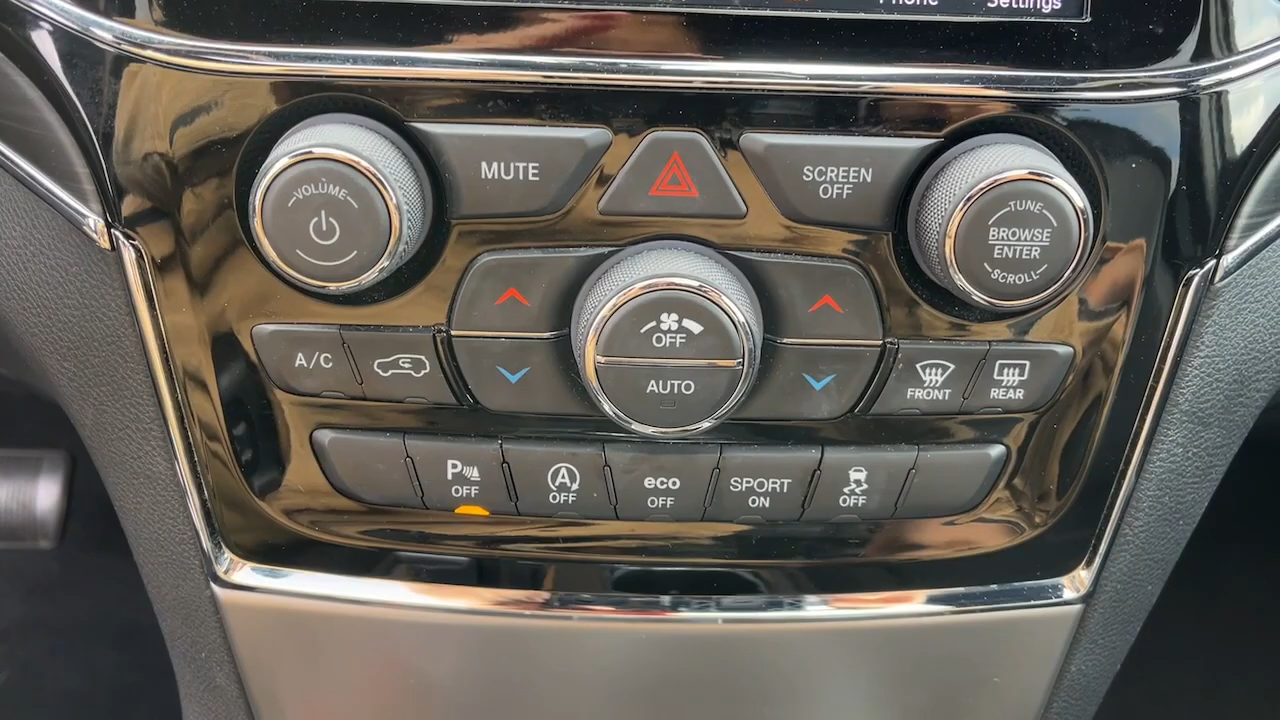 Phone
Settings
VOLUME
MUTE
SCREEN
OFF
TUNE
BROWSE
ENTER
SCROLL
OFF
AUTO
A/C
FRONT
REAR
P
OFF
A
OFF
eco
OFF
SPORT
ON
OFF